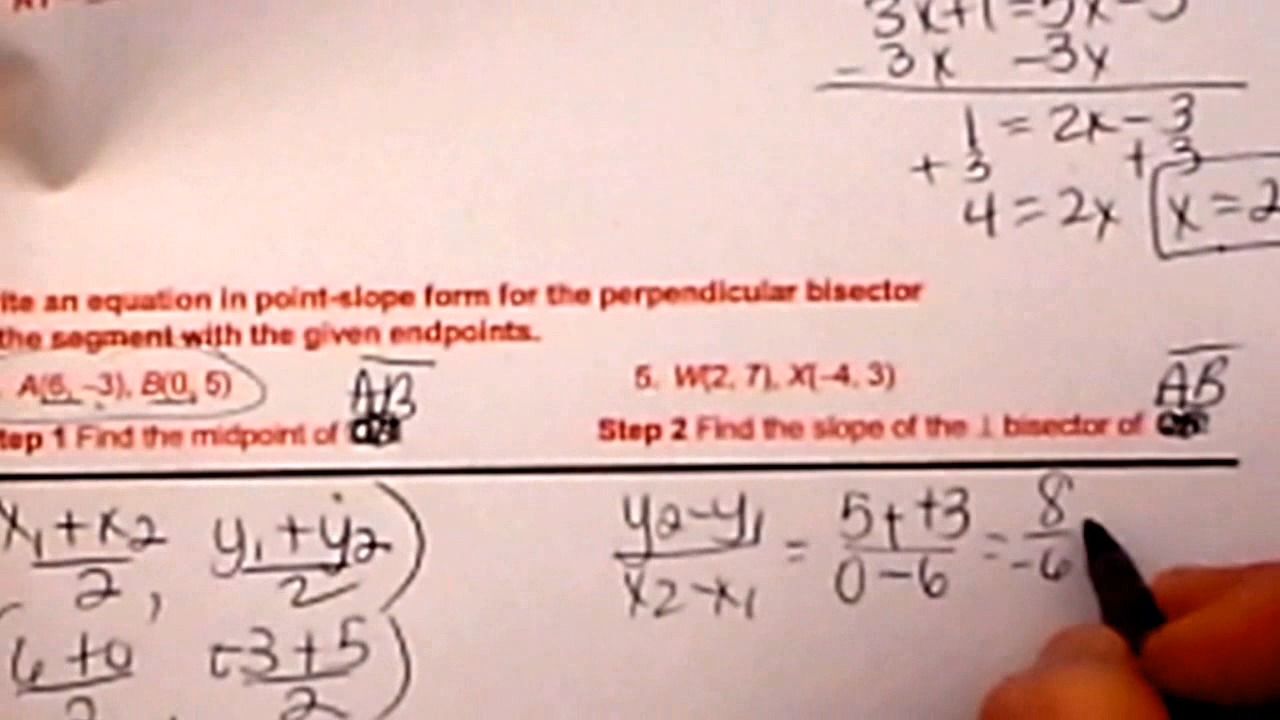 3x+1=5x-3
-3x -3x
1 = 2x-3
+3 +3
4=2x x=2
ite an equation in point-slope form for the perpendicular bisector
the segment with the given endpoints.
A(6, -3), B(0, 5) AB
5. W(2, 7), X(-4, 3) AB
tep 1 Find the midpoint of
Step 2 Find the slope of the ⊥ bisector of
x₁+x₂/2, y₁+y₂/2)
y₂-y₁/x₂-x₁ = 5++3/0-6 = 8/-6
6+0/2, -3+5/2)